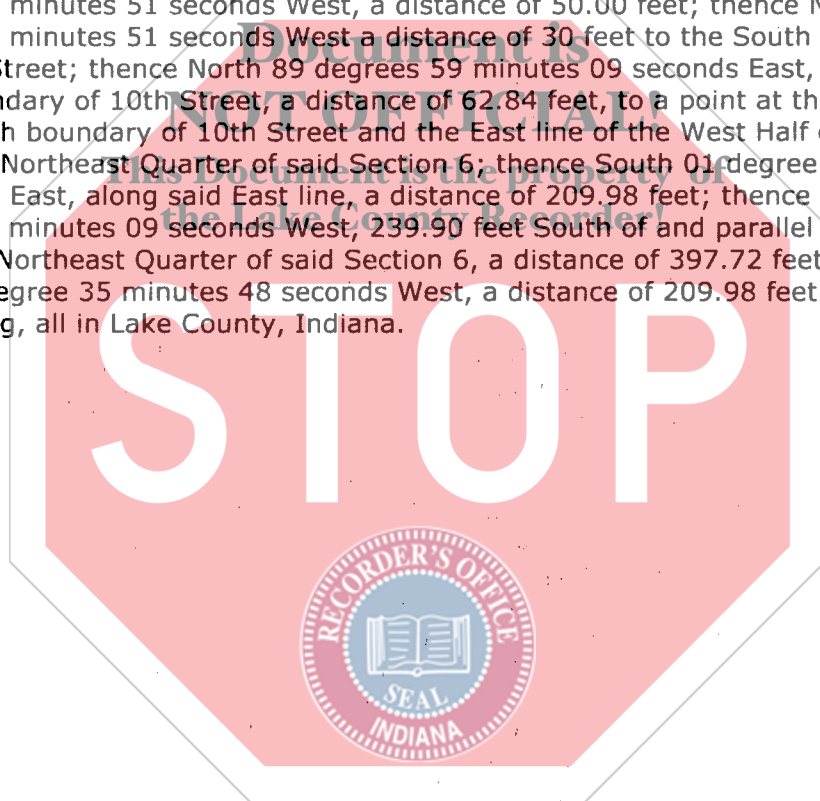 minutes 51 seconds West, a distance of 50.00 feet; thence N
minutes 51 seconds West a distance of 30 feet to the South
Street; thence North 89 degrees 59 minutes 09 seconds East,
ndary of 10th Street, a distance of 62.84 feet, to a point at th
h boundary of 10th Street and the East line of the West Half
Northeast Quarter of said Section 6; thence South 01 degree
East, along said East line, a distance of 209.98 feet; thence
minutes 09 seconds West, 239.90 feet South of and parallel
Northeast Quarter of said Section 6, a distance of 397.72 feet
egree 35 minutes 48 seconds West, a distance of 209.98 feet
g, all in Lake County, Indiana.
Document is
NOT OFFICIAL!
This Document is the property of
the Lake County Recorder!
STOP
RECORDER'S OFFICE
SEAL
INDIANA